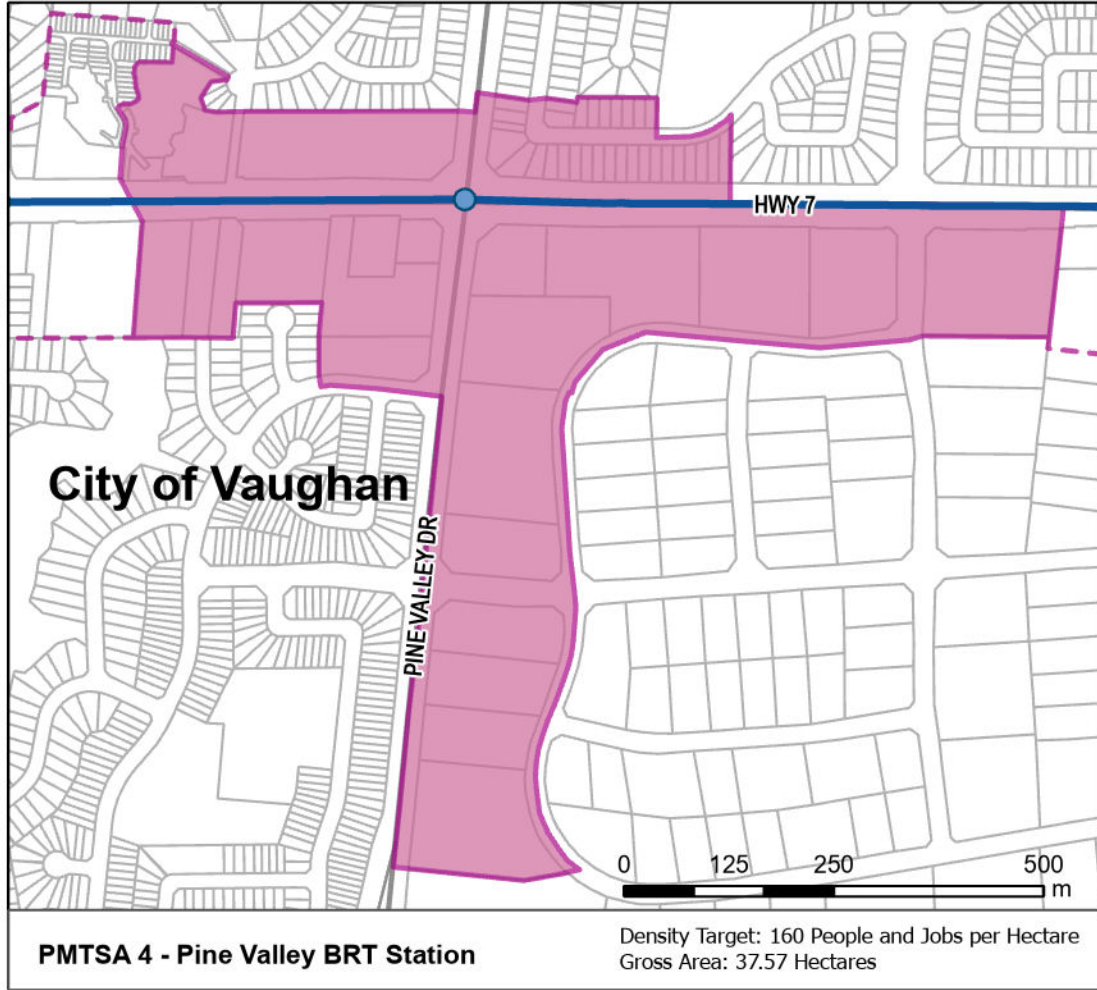 HWY 7
City of Vaughan
PINE VALLEY DR
0 125 250 500
m
PMTSA 4 - Pine Valley BRT Station
Density Target: 160 People and Jobs per Hectare
Gross Area: 37.57 Hectares